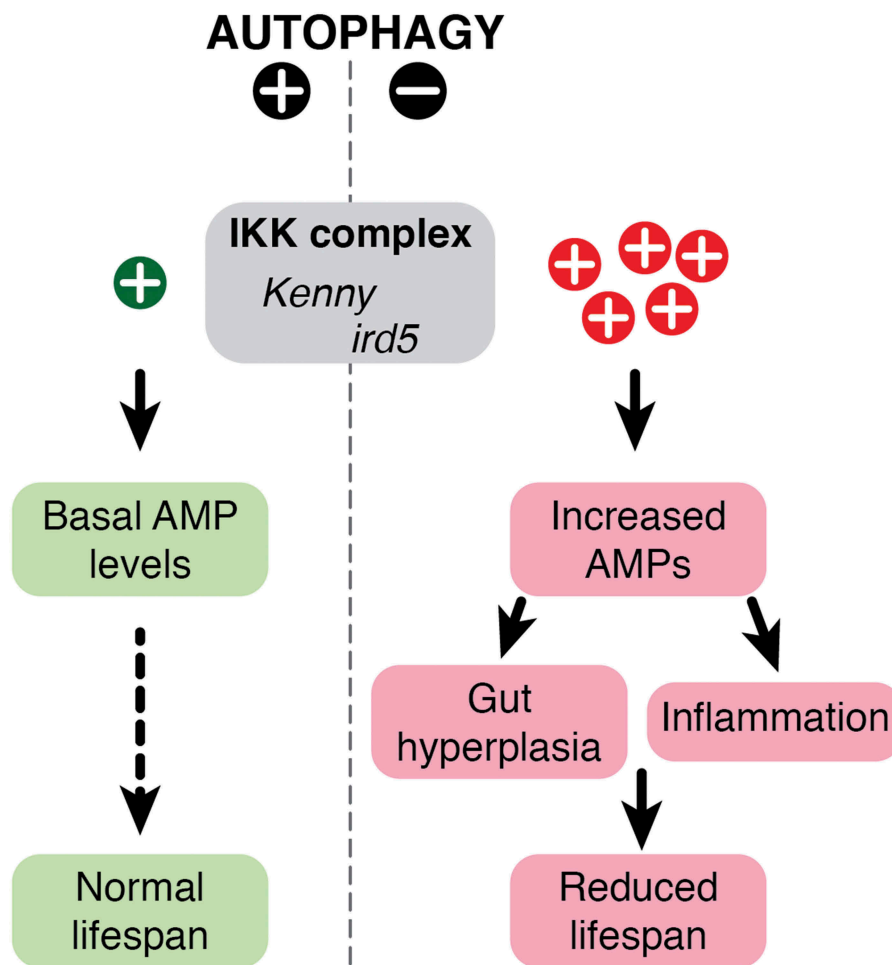 AUTOPHAGY
IKK complex
Kenny
ird5
Basal AMP
levels
Increased
AMPs
Gut
hyperplasia
Inflammation
Normal
lifespan
Reduced
lifespan